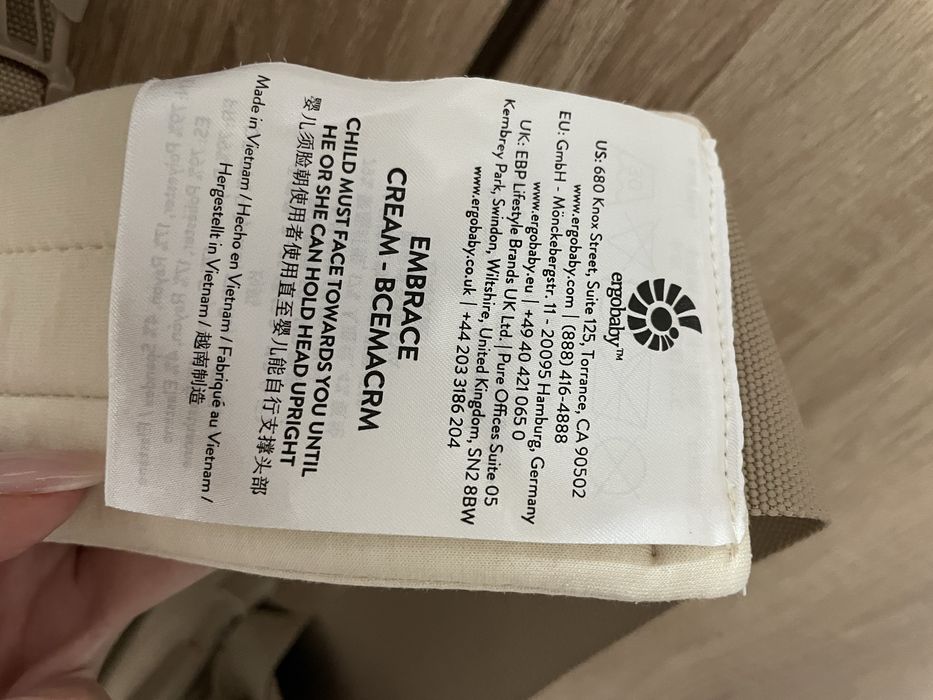 ergobaby™
US: 680 Knox Street, Suite 125, Torrance, CA 90502
www.ergobaby.com | (888) 416-4888
EU: GmbH - Mönckebergstr. 11 - 20095 Hamburg, Germany
www.ergobaby.eu | +49 40 421 065 0
UK: EBP Lifestyle Brands UK Ltd. | Pure Offices Suite 05
Kembrey Park, Swindon, Wiltshire, United Kingdom, SN2 8BW
www.ergobaby.co.uk | +44 203 3186 204
EMBRACE
CREAM - BCEMACRM
CHILD MUST FACE TOWARDS YOU UNTIL
HE OR SHE CAN HOLD HEAD UPRIGHT
婴儿须脸朝使用者使用直至婴儿能自行支撑头部
Made in Vietnam / Hecho en Vietnam / Fabriqué au Vietnam /
Hergestellt in Vietnam / 越南制造